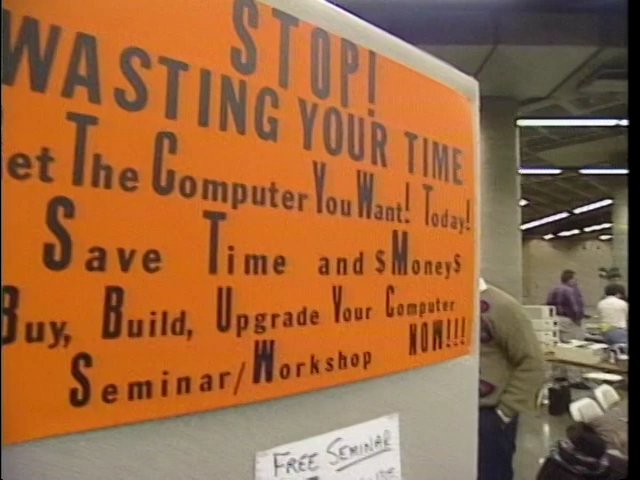 STOP!
WASTING YOUR TIME
et The Computer You Want! Today!
Save Time and $Money$
Buy, Build, Upgrade Your Computer
Seminar/Workshop NOW!!!
FREE SEMINAR